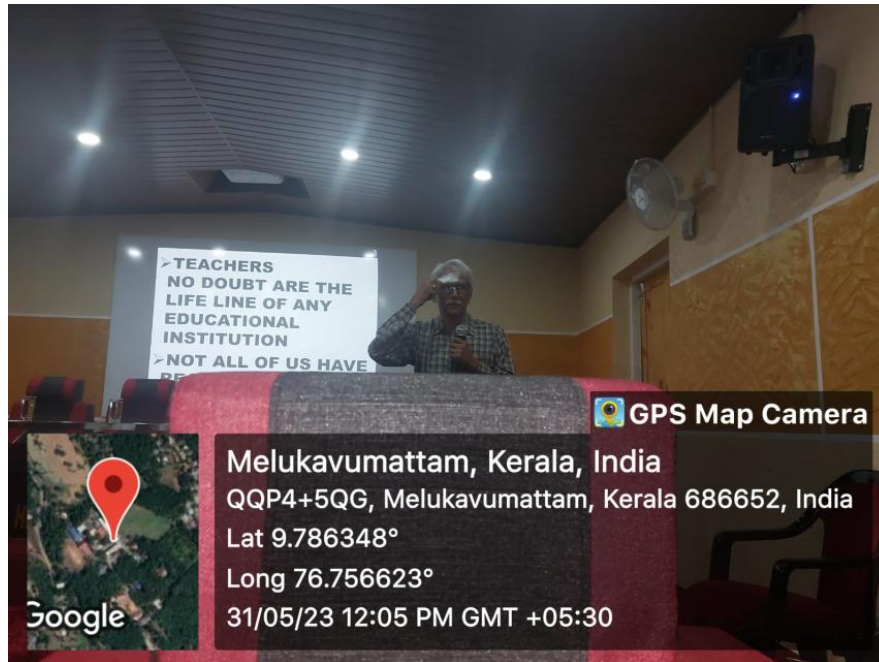 ➢TEACHERS
NO DOUBT ARE THE
LIFE LINE OF ANY
EDUCATIONAL
INSTITUTION
➢NOT ALL OF US HAVE
GPS Map Camera
Melukavumattam, Kerala, India
QQP4+5QG, Melukavumattam, Kerala 686652, India
Lat 9.786348°
Long 76.756623°
31/05/23 12:05 PM GMT +05:30
Google